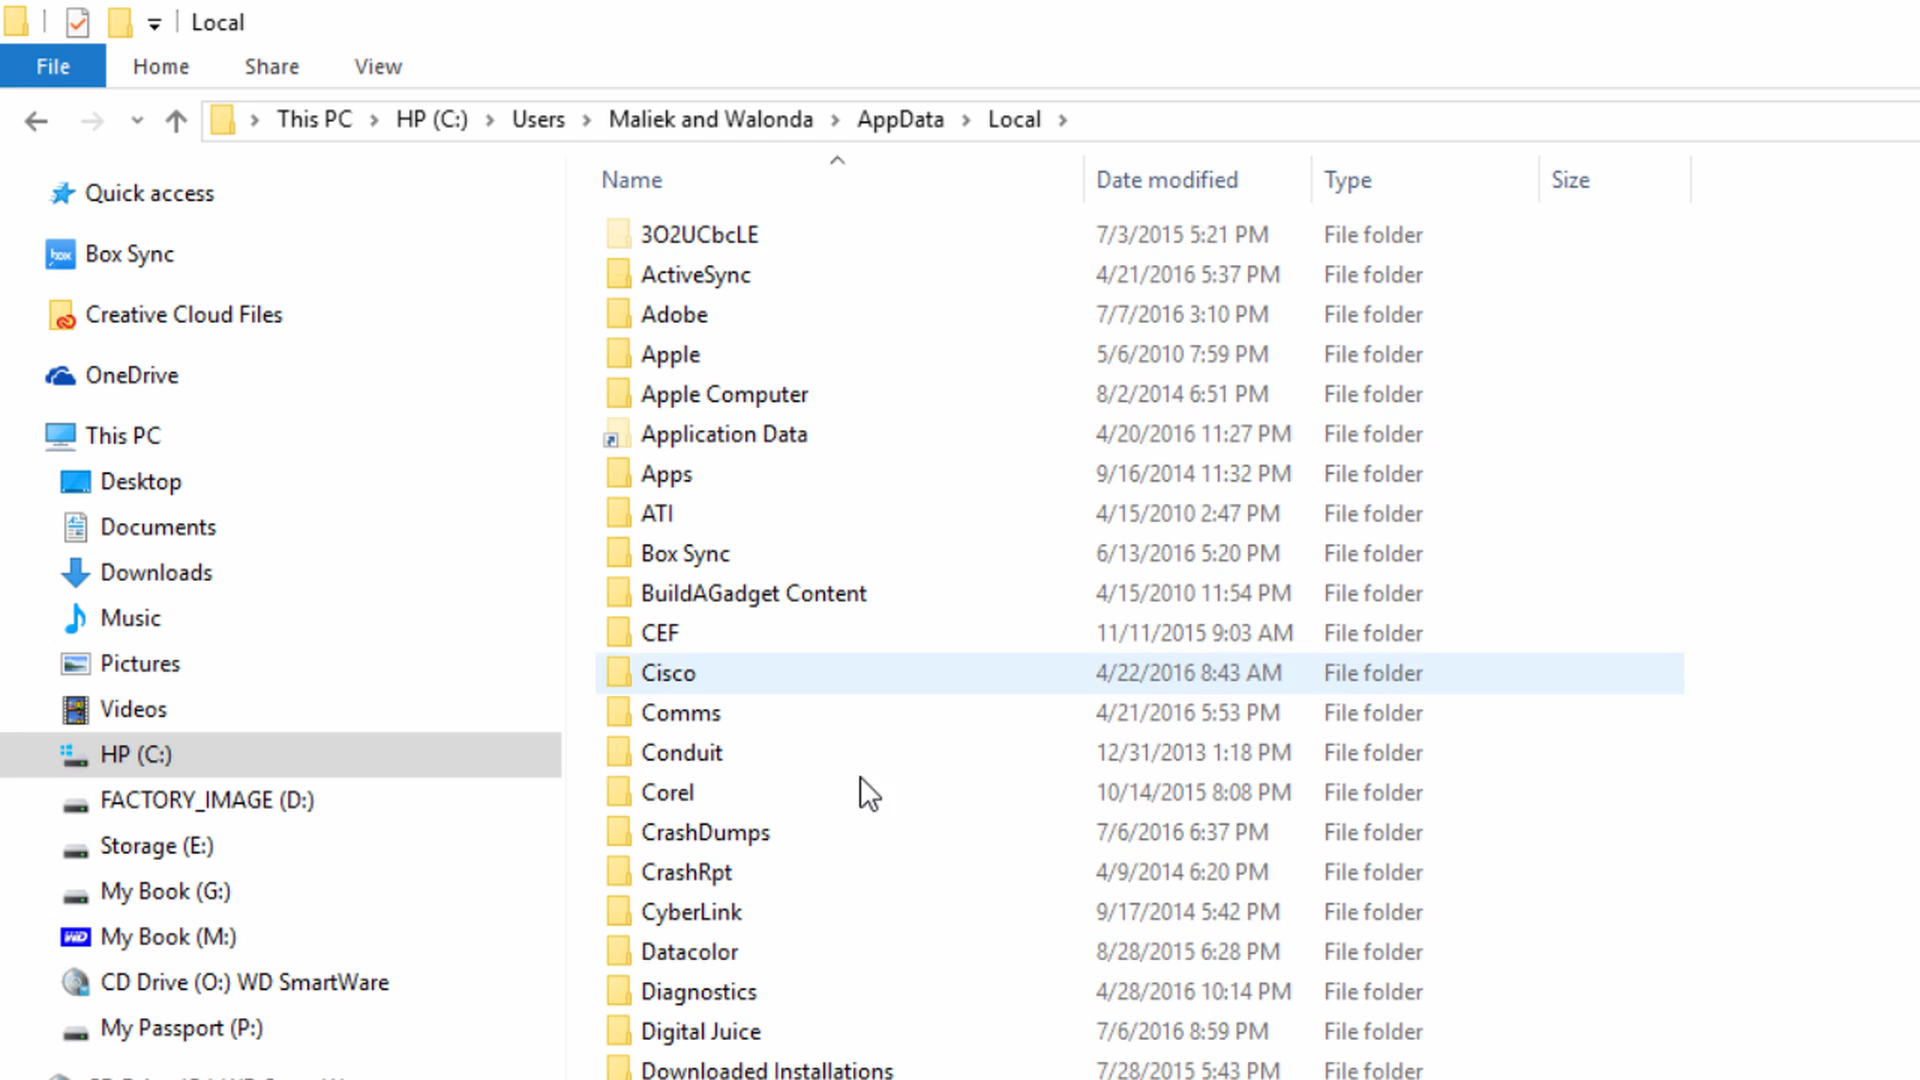 Local
File Home Share View
This PC HP (C:) Users Maliek and Walonda AppData Local
Name Date modified Type Size
Quick access
box Box Sync
Creative Cloud Files
OneDrive
This PC
Desktop
Documents
Downloads
Music
Pictures
Videos
HP (C:)
FACTORY_IMAGE (D:)
Storage (E:)
My Book (G:)
WD My Book (M:)
CD Drive (O:) WD SmartWare
My Passport (P:)
3O2UCbcLE 7/3/2015 5:21 PM File folder
ActiveSync 4/21/2016 5:37 PM File folder
Adobe 7/7/2016 3:10 PM File folder
Apple 5/6/2010 7:59 PM File folder
Apple Computer 8/2/2014 6:51 PM File folder
Application Data 4/20/2016 11:27 PM File folder
Apps 9/16/2014 11:32 PM File folder
ATI 4/15/2010 2:47 PM File folder
Box Sync 6/13/2016 5:20 PM File folder
BuildAGadget Content 4/15/2010 11:54 PM File folder
CEF 11/11/2015 9:03 AM File folder
Cisco 4/22/2016 8:43 AM File folder
Comms 4/21/2016 5:53 PM File folder
Conduit 12/31/2013 1:18 PM File folder
Corel 10/14/2015 8:08 PM File folder
CrashDumps 7/6/2016 6:37 PM File folder
CrashRpt 4/9/2014 6:20 PM File folder
CyberLink 9/17/2014 5:42 PM File folder
Datacolor 8/28/2015 6:28 PM File folder
Diagnostics 4/28/2016 10:14 PM File folder
Digital Juice 7/6/2016 8:59 PM File folder
Downloaded Installations 7/28/2015 5:43 PM File folder